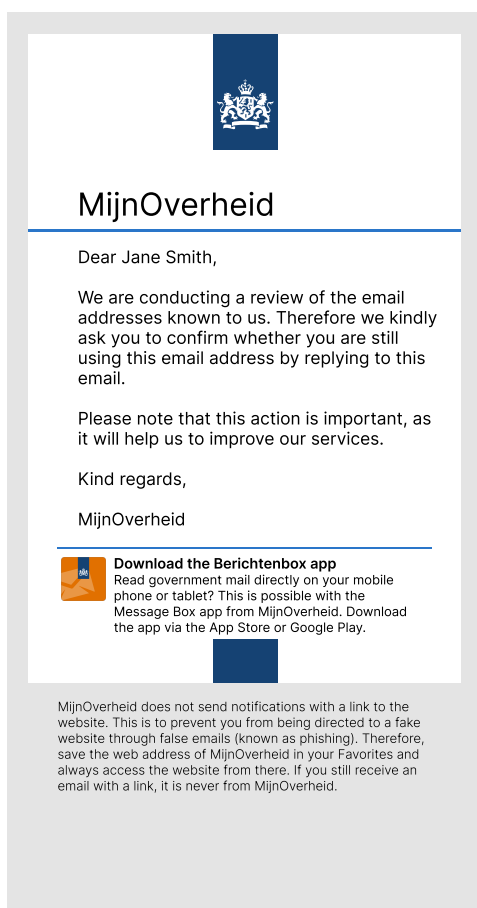 MijnOverheid
Dear Jane Smith,
We are conducting a review of the email
addresses known to us. Therefore we kindly
ask you to confirm whether you are still
using this email address by replying to this
email.
Please note that this action is important, as
it will help us to improve our services.
Kind regards,
MijnOverheid
Download the Berichtenbox app
Read government mail directly on your mobile
phone or tablet? This is possible with the
Message Box app from MijnOverheid. Download
the app via the App Store or Google Play.
MijnOverheid does not send notifications with a link to the
website. This is to prevent you from being directed to a fake
website through false emails (known as phishing). Therefore,
save the web address of MijnOverheid in your Favorites and
always access the website from there. If you still receive an
email with a link, it is never from MijnOverheid.